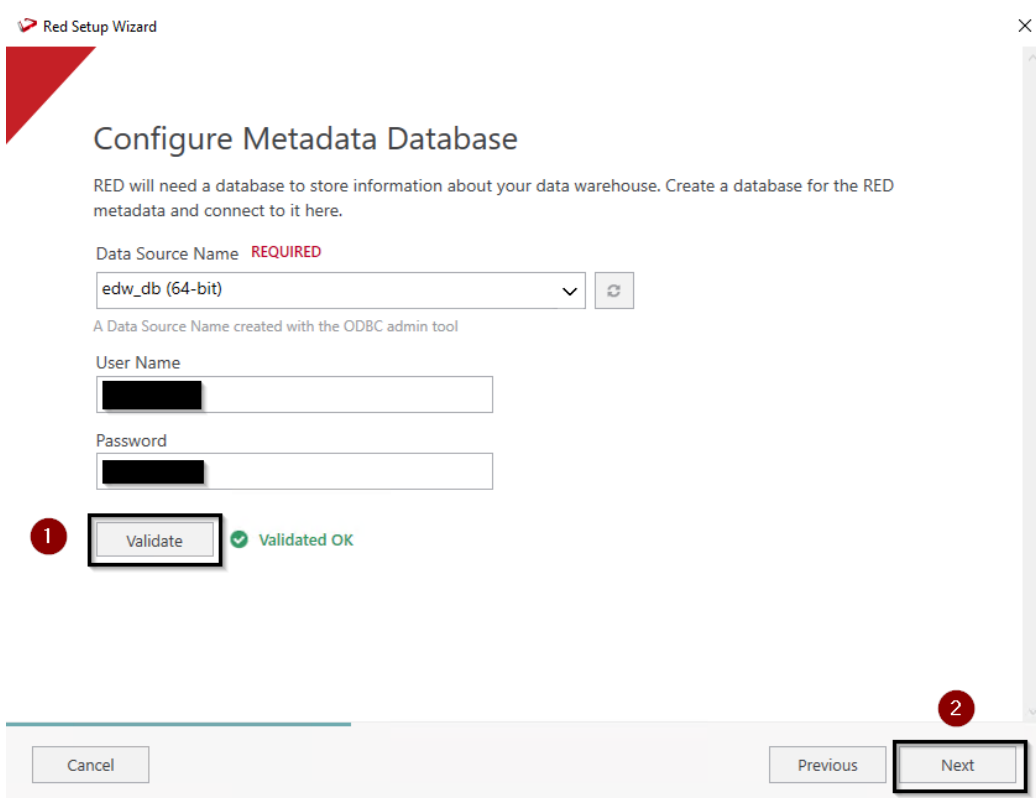 Red Setup Wizard
Configure Metadata Database
RED will need a database to store information about your data warehouse. Create a database for the RED
metadata and connect to it here.
Data Source Name REQUIRED
edw_db (64-bit)
A Data Source Name created with the ODBC admin tool
User Name
Password
1
Validate
Validated OK
2
Cancel
Previous
Next